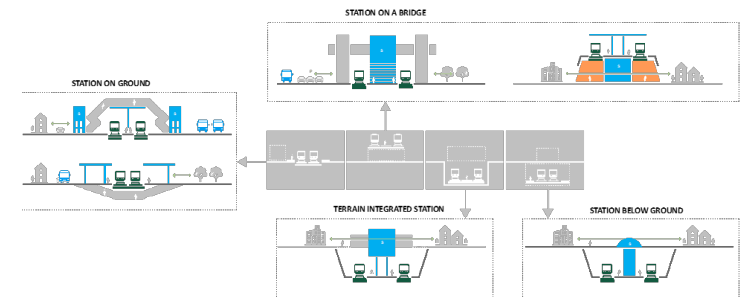 STATION ON A BRIDGE
STATION ON GROUND
TERRAIN INTEGRATED STATION
STATION BELOW GROUND